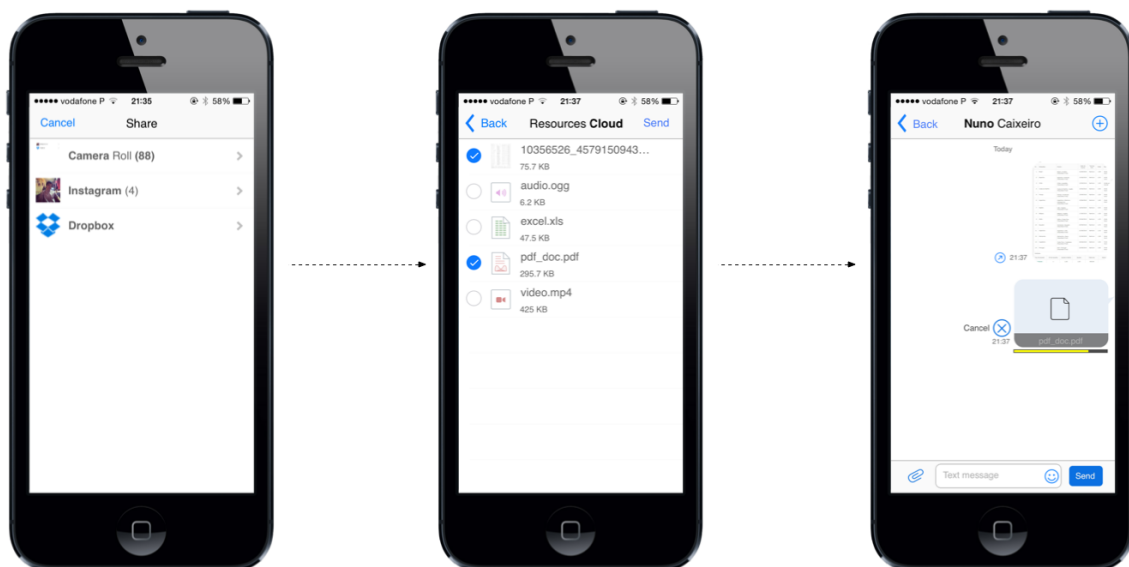 vodafone P 21:35 58%
Cancel Share
Camera Roll (88)
Instagram (4)
Dropbox
vodafone P 21:37 58%
Back Resources Cloud Send
10356526_4579150943...
75.7 KB
audio.ogg
6.2 KB
excel.xls
47.5 KB
pdf_doc.pdf
295.7 KB
video.mp4
425 KB
vodafone P 21:37 58%
Back Nuno Caixeiro
Today
21:37
Cancel
21:37
pdf_doc.pdf
Text message Send